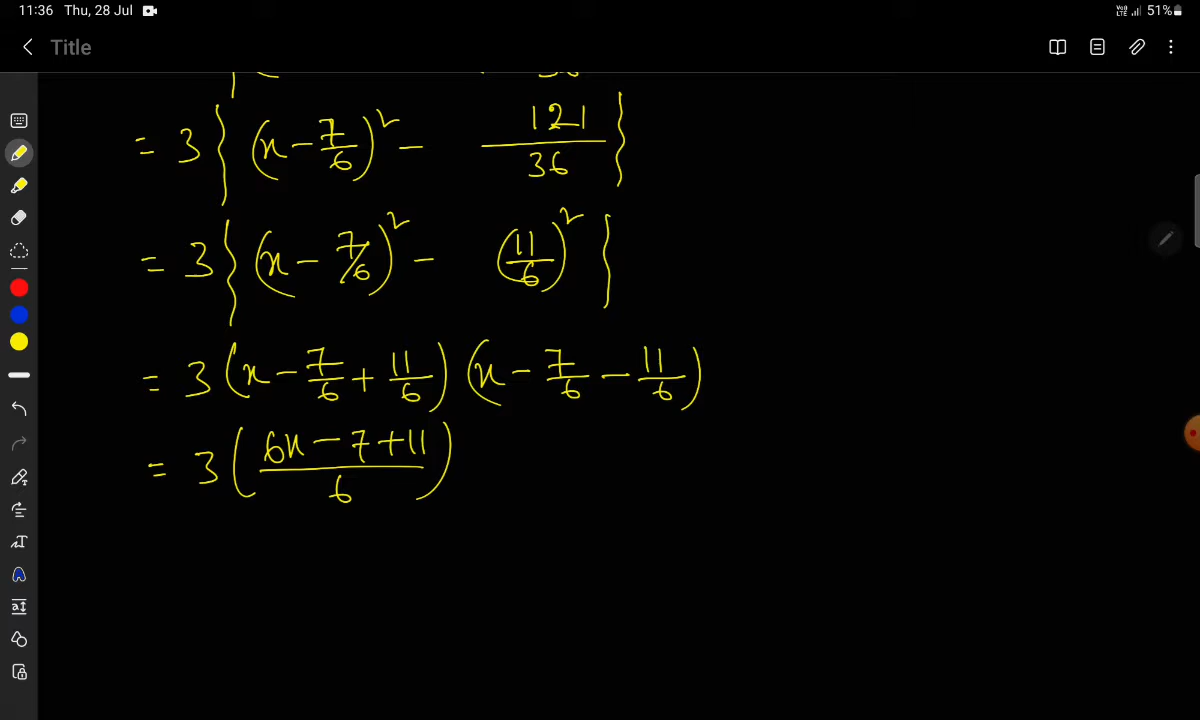 11:36 Thu, 28 Jul 51%
Title
= 3 { (x - 7/6)² - 121/36 }
= 3 { (x - 7/6)² - (11/6)² }
= 3 (x - 7/6 + 11/6) (x - 7/6 - 11/6)
= 3 ( (6x - 7 + 11)/6 )